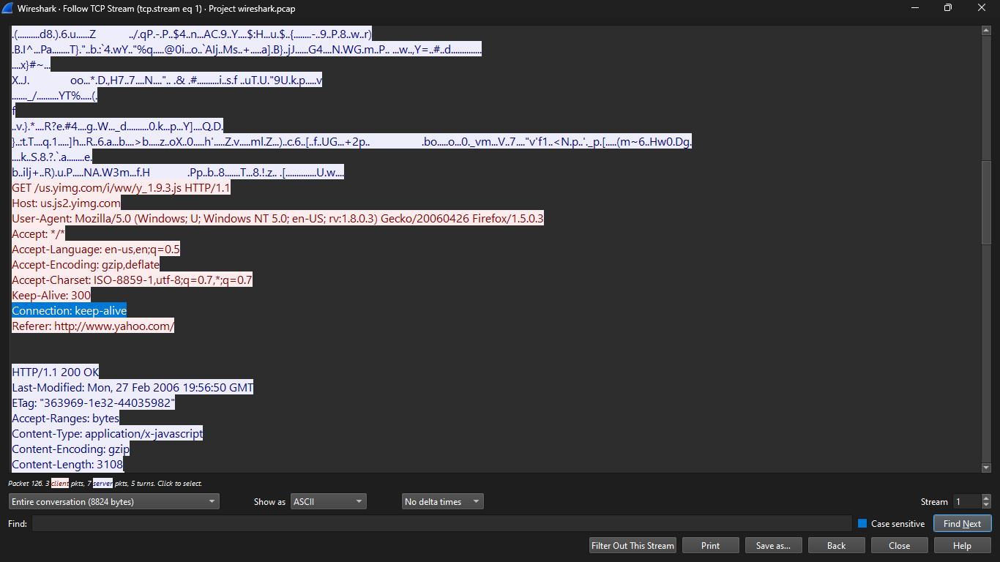 Wireshark · Follow TCP Stream (tcp.stream eq 1) · Project wireshark.pcap
.(..........d8.).6.u......Z ../.qP.-.P..$4..n...AC.9..Y....$:H...u.$..{........-..9..P.8..w..r)
.B.I^...Pa........T}."..b.:`4.wY.."%q.....@0i...o..`Alj..Ms..+.....a].B}..jJ......G4....N.WG.m..P.. ...w..,Y=..#..d.............
....x}#~...
X..J. oo...*.D.,H7..7....N....".. ..& .#..........i..s.f ..uT.U."9U.k.p.....v
......._/..........YT%.....(.
f
..v.}.*....R?e.#4....g..W..._d..........0.k...p...Y]....Q.D.
}..:t.T....q.1....]h...R..6.a...b....>b.....z..oX..0.....h'.....Z.v.....ml.Z...)..c.6..[..f..UG...+2p.. .bo.....o...0._vm...V..7...."v'f1..<N.p..'._p.[.....(m~6..Hw0.Dg.
....k..S.8.?.`.a........e.
b..ilj+..R).u.P.....NA.W3m...f.H .Pp..b..8.......T...8.!.z.. .[.............U.w....
GET /us.yimg.com/i/ww/y_1.9.3.js HTTP/1.1
Host: us.js2.yimg.com
User-Agent: Mozilla/5.0 (Windows; U; Windows NT 5.0; en-US; rv:1.8.0.3) Gecko/20060426 Firefox/1.5.0.3
Accept: */*
Accept-Language: en-us,en;q=0.5
Accept-Encoding: gzip,deflate
Accept-Charset: ISO-8859-1,utf-8;q=0.7,*;q=0.7
Keep-Alive: 300
Connection: keep-alive
Referer: http://www.yahoo.com/
HTTP/1.1 200 OK
Last-Modified: Mon, 27 Feb 2006 19:56:50 GMT
ETag: "363969-1e32-44035982"
Accept-Ranges: bytes
Content-Type: application/x-javascript
Content-Encoding: gzip
Content-Length: 3108
Packet 126. 3 client pkts, 7 server pkts, 5 turns. Click to select.
Entire conversation (8824 bytes) Show as ASCII No delta times Stream 1
Find: Case sensitive Find Next
Filter Out This Stream Print Save as... Back Close Help